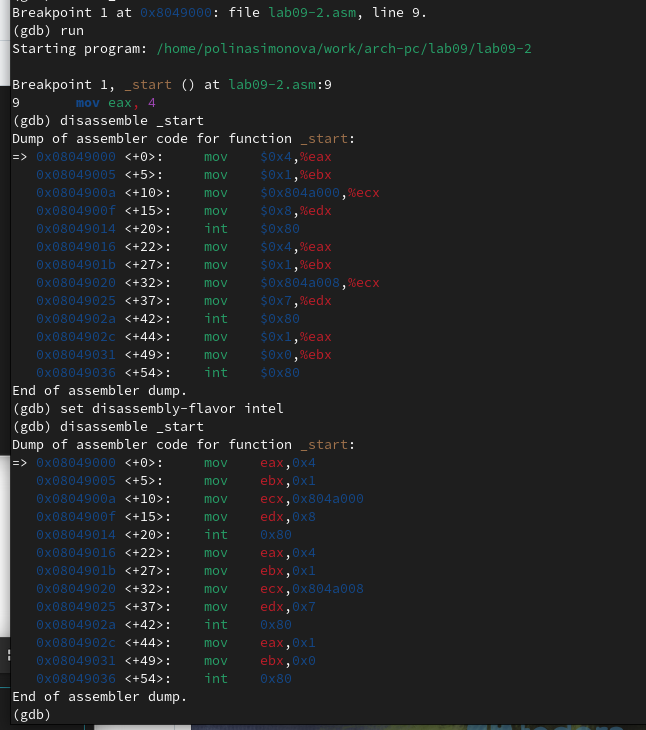 Breakpoint 1 at 0x8049000: file lab09-2.asm, line 9.
(gdb) run
Starting program: /home/polinasimonova/work/arch-pc/lab09/lab09-2

Breakpoint 1, _start () at lab09-2.asm:9
9       mov eax, 4
(gdb) disassemble _start
Dump of assembler code for function _start:
=> 0x08049000 <+0>:     mov    $0x4,%eax
   0x08049005 <+5>:     mov    $0x1,%ebx
   0x0804900a <+10>:    mov    $0x804a000,%ecx
   0x0804900f <+15>:    mov    $0x8,%edx
   0x08049014 <+20>:    int    $0x80
   0x08049016 <+22>:    mov    $0x4,%eax
   0x0804901b <+27>:    mov    $0x1,%ebx
   0x08049020 <+32>:    mov    $0x804a008,%ecx
   0x08049025 <+37>:    mov    $0x7,%edx
   0x0804902a <+42>:    int    $0x80
   0x0804902c <+44>:    mov    $0x1,%eax
   0x08049031 <+49>:    mov    $0x0,%ebx
   0x08049036 <+54>:    int    $0x80
End of assembler dump.
(gdb) set disassembly-flavor intel
(gdb) disassemble _start
Dump of assembler code for function _start:
=> 0x08049000 <+0>:     mov    eax,0x4
   0x08049005 <+5>:     mov    ebx,0x1
   0x0804900a <+10>:    mov    ecx,0x804a000
   0x0804900f <+15>:    mov    edx,0x8
   0x08049014 <+20>:    int    0x80
   0x08049016 <+22>:    mov    eax,0x4
   0x0804901b <+27>:    mov    ebx,0x1
   0x08049020 <+32>:    mov    ecx,0x804a008
   0x08049025 <+37>:    mov    edx,0x7
   0x0804902a <+42>:    int    0x80
   0x0804902c <+44>:    mov    eax,0x1
   0x08049031 <+49>:    mov    ebx,0x0
   0x08049036 <+54>:    int    0x80
End of assembler dump.
(gdb)